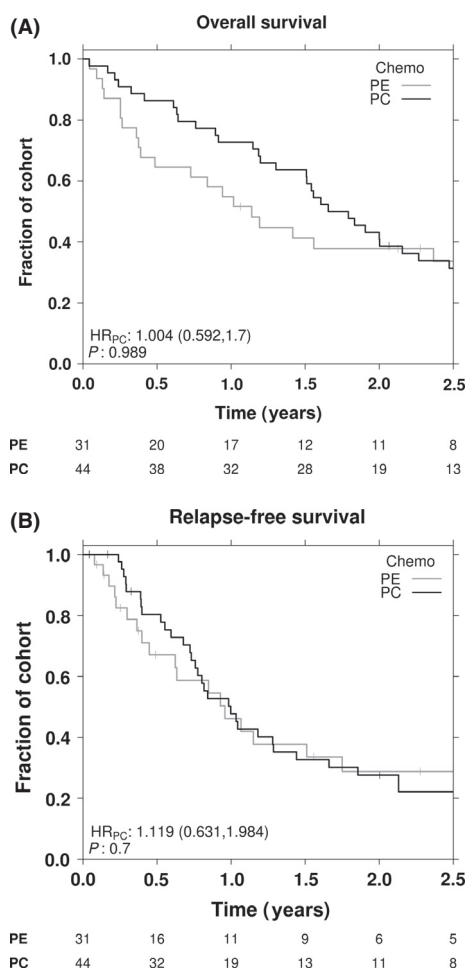 (A)
Overall survival
1.0
0.8
0.6
0.4
0.2
0.0
Fraction of cohort
Chemo
PE
PC
HRPC: 1.004 (0.592,1.7)
P: 0.989
0.0 0.5 1.0 1.5 2.0 2.5
Time (years)
PE 31 20 17 12 11 8
PC 44 38 32 28 19 13
(B)
Relapse-free survival
1.0
0.8
0.6
0.4
0.2
0.0
Fraction of cohort
Chemo
PE
PC
HRPC: 1.119 (0.631,1.984)
P: 0.7
0.0 0.5 1.0 1.5 2.0 2.5
Time (years)
PE 31 16 11 9 6 5
PC 44 32 19 13 11 8